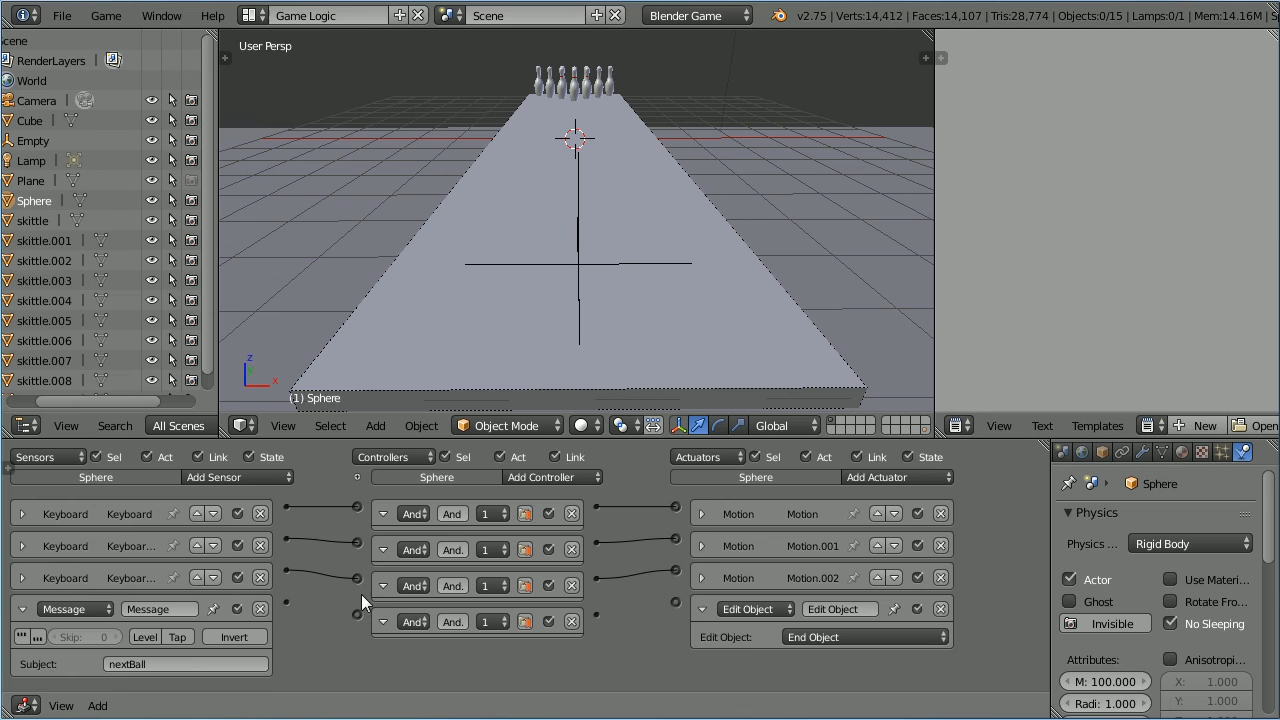 File Game Window Help Game Logic Scene Blender Game v2.75 | Verts:14,412 | Faces:14,107 | Tris:28,774 | Objects:0/15 | Lamps:0/1 | Mem:14.16M | S
cene
RenderLayers
World
Camera
Cube
Empty
Lamp
Plane
Sphere
skittle
skittle.001
skittle.002
skittle.003
skittle.004
skittle.005
skittle.006
skittle.007
skittle.008
User Persp
z
x
(1) Sphere
View Search All Scenes
View Select Add Object Object Mode Global
View Text Templates New Open
Sensors Sel Act Link State
Sphere Add Sensor
Keyboard Keyboard
Keyboard Keyboar...
Keyboard Keyboar...
Message Message
Skip: 0 Level Tap Invert
Subject: nextBall
Controllers Sel Act Link
Sphere Add Controller
And And 1
And And. 1
And And. 1
And And. 1
Actuators Sel Act Link State
Sphere Add Actuator
Motion Motion
Motion Motion.001
Motion Motion.002
Edit Object Edit Object
Edit Object: End Object
View Add
Sphere
Physics
Physics ... Rigid Body
Actor Use Materi...
Ghost Rotate Fro...
Invisible No Sleeping
Attributes: Anisotropi...
M: 100.000 X: 1.000
Radi: 1.000 Y: 1.000